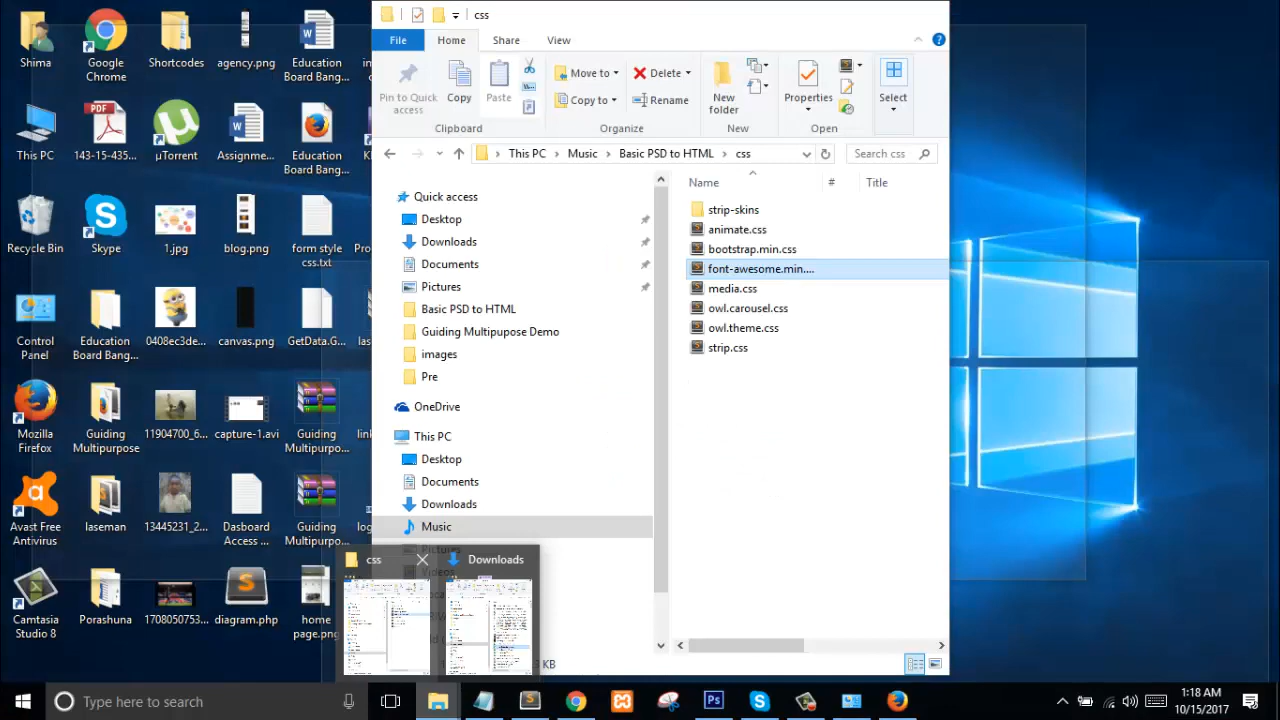 css
File
Home
Share
View
Pin to Quick
access
Copy
Paste
Move to
Copy to
Delete
Rename
New
folder
Properties
Select
Clipboard
Organize
New
Open
This PC
Music
Basic PSD to HTML
css
Search css
Name
#
Title
Quick access
Desktop
Downloads
Documents
Pictures
Basic PSD to HTML
Guiding Multipupose Demo
images
Pre
OneDrive
This PC
Desktop
Documents
Downloads
Music
Pictures
Videos
strip-skins
animate.css
bootstrap.min.css
font-awesome.min....
media.css
owl.carousel.css
owl.theme.css
strip.css
KB
css
Downloads
Shima
Google
Chrome
Shortcodes
agency.png
Education
Board Bang...
This PC
PDF
143-15-435...
µTorrent
Assignme...
Education
Board Bang...
Recycle Bin
Skype
1.jpg
blog.png
form style
css.txt
Control
Panel
Education
Board Bang...
0408ec3de...
canvas.png
GetData.G...
Mozilla
Firefox
Guiding
Multipurpose
11904700_6...
capture-1.avi
Guiding
Multipurpo...
Avast Free
Antivirus
laseman
13445231_2...
Dasboard
Access ...
Guiding
Multipurpo...
Camtasia
Studio 8
Porashuna
1708050753...
diagram.php
home
page.png
Type here to search
Ps
1:18 AM
10/15/2017